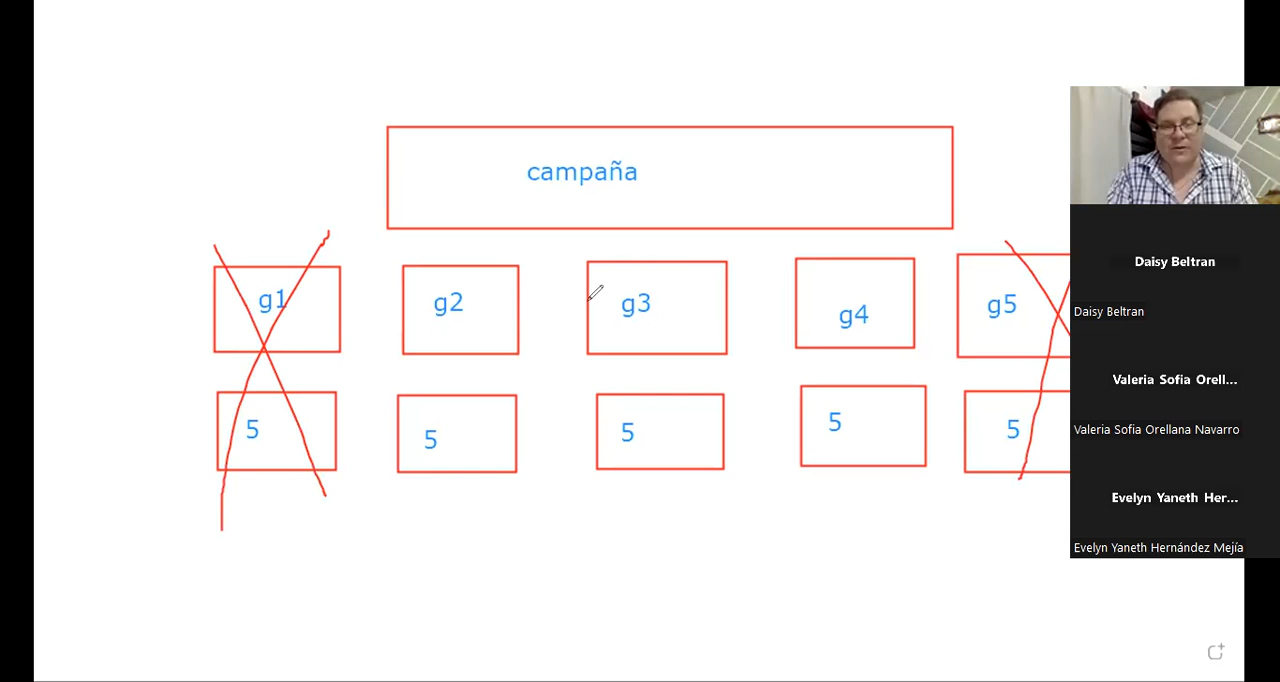 campaña
g1 g2 g3 g4 g5
5 5 5 5 5
Daisy Beltran
Daisy Beltran
Valeria Sofia Orell...
Valeria Sofia Orellana Navarro
Evelyn Yaneth Her...
Evelyn Yaneth Hernández Mejía